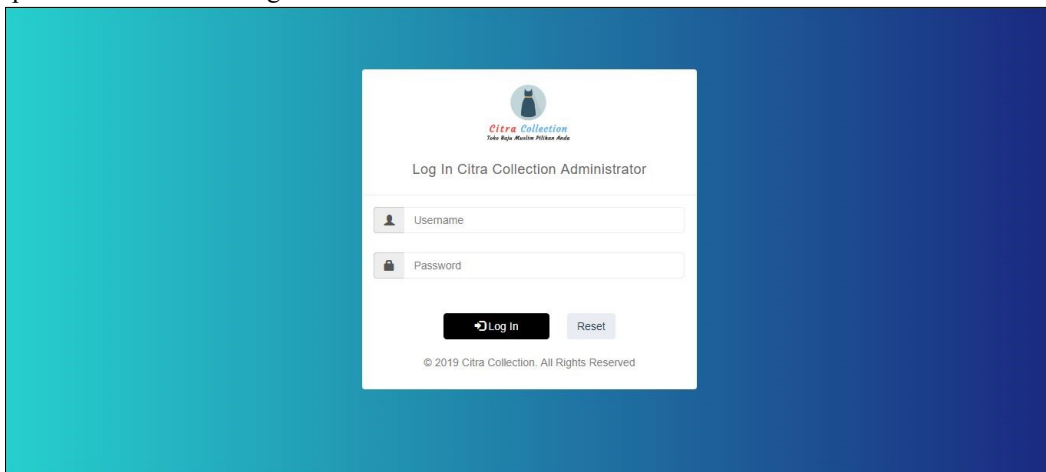 Citra Collection
Toko Baju Muslim Pilihan Anda
Log In Citra Collection Administrator
Username
Password
Log In
Reset
© 2019 Citra Collection. All Rights Reserved